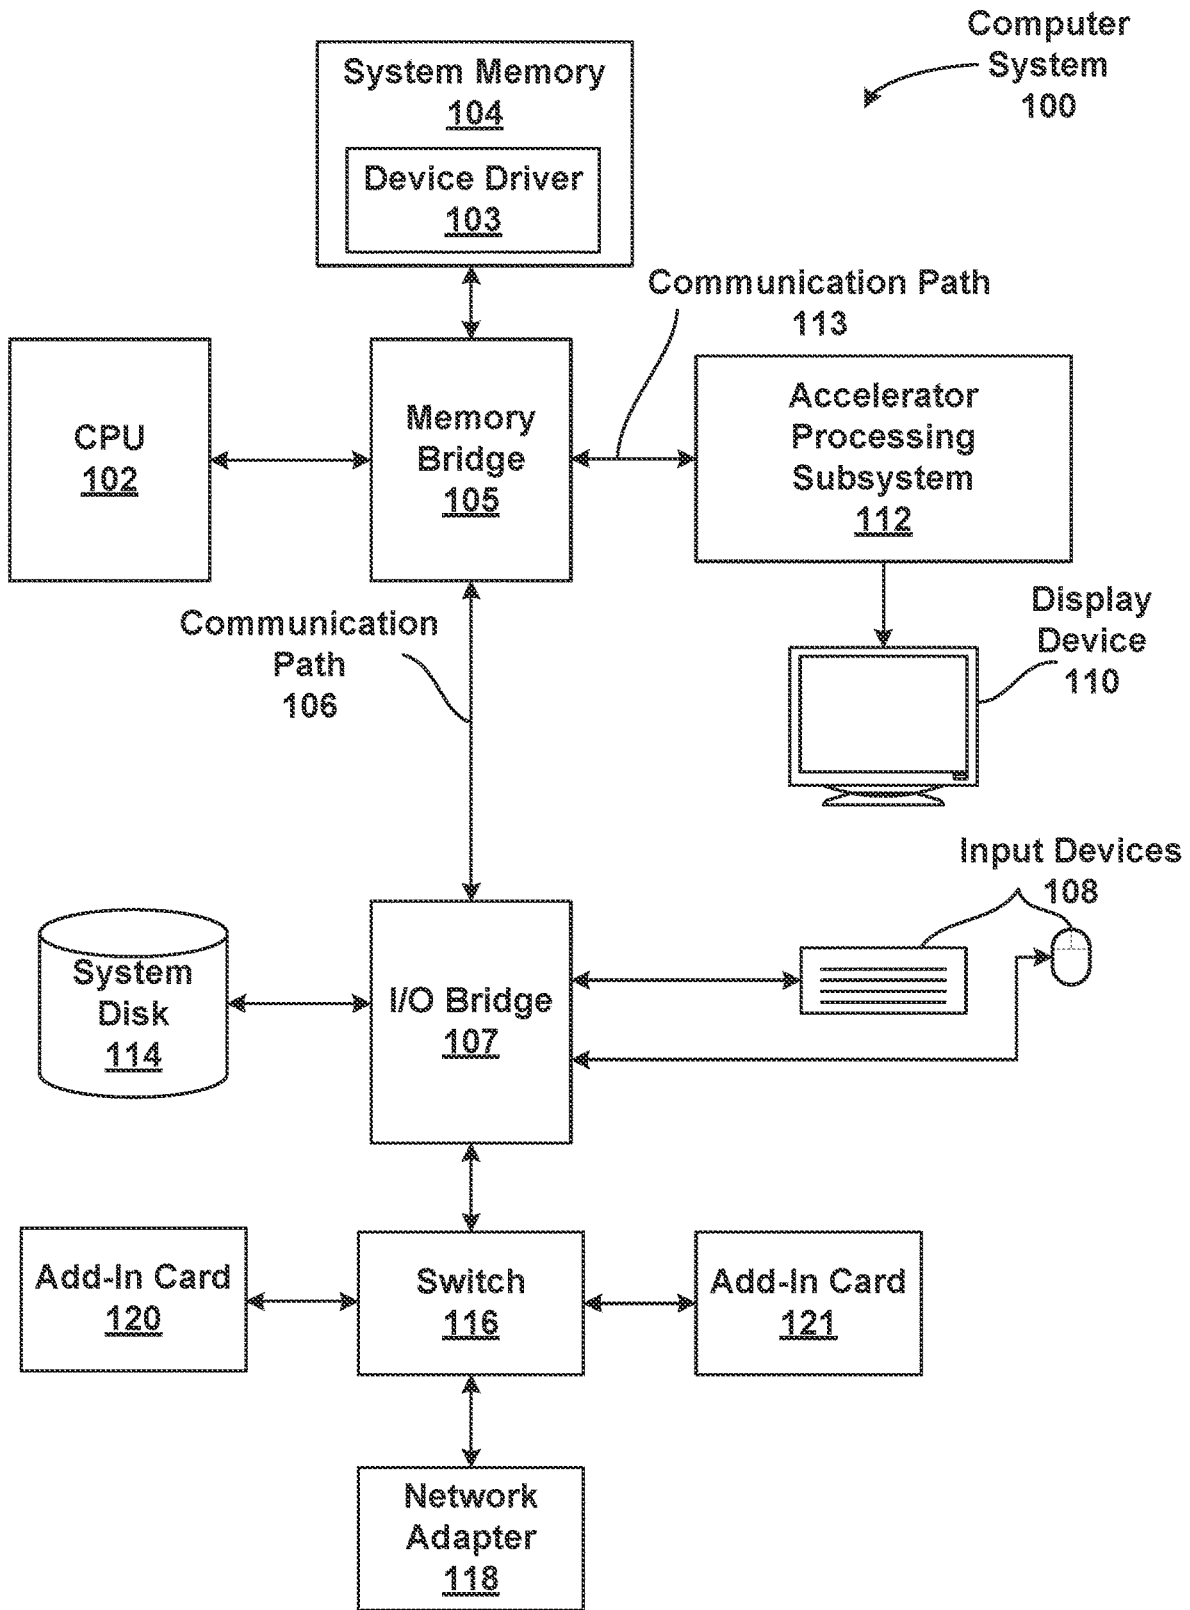 Computer
System
100
System Memory
104
Device Driver
103
Communication Path
113
CPU
102
Memory
Bridge
105
Accelerator
Processing
Subsystem
112
Communication
Path
106
Display
Device
110
Input Devices
108
System
Disk
114
I/O Bridge
107
Add-In Card
120
Switch
116
Add-In Card
121
Network
Adapter
118